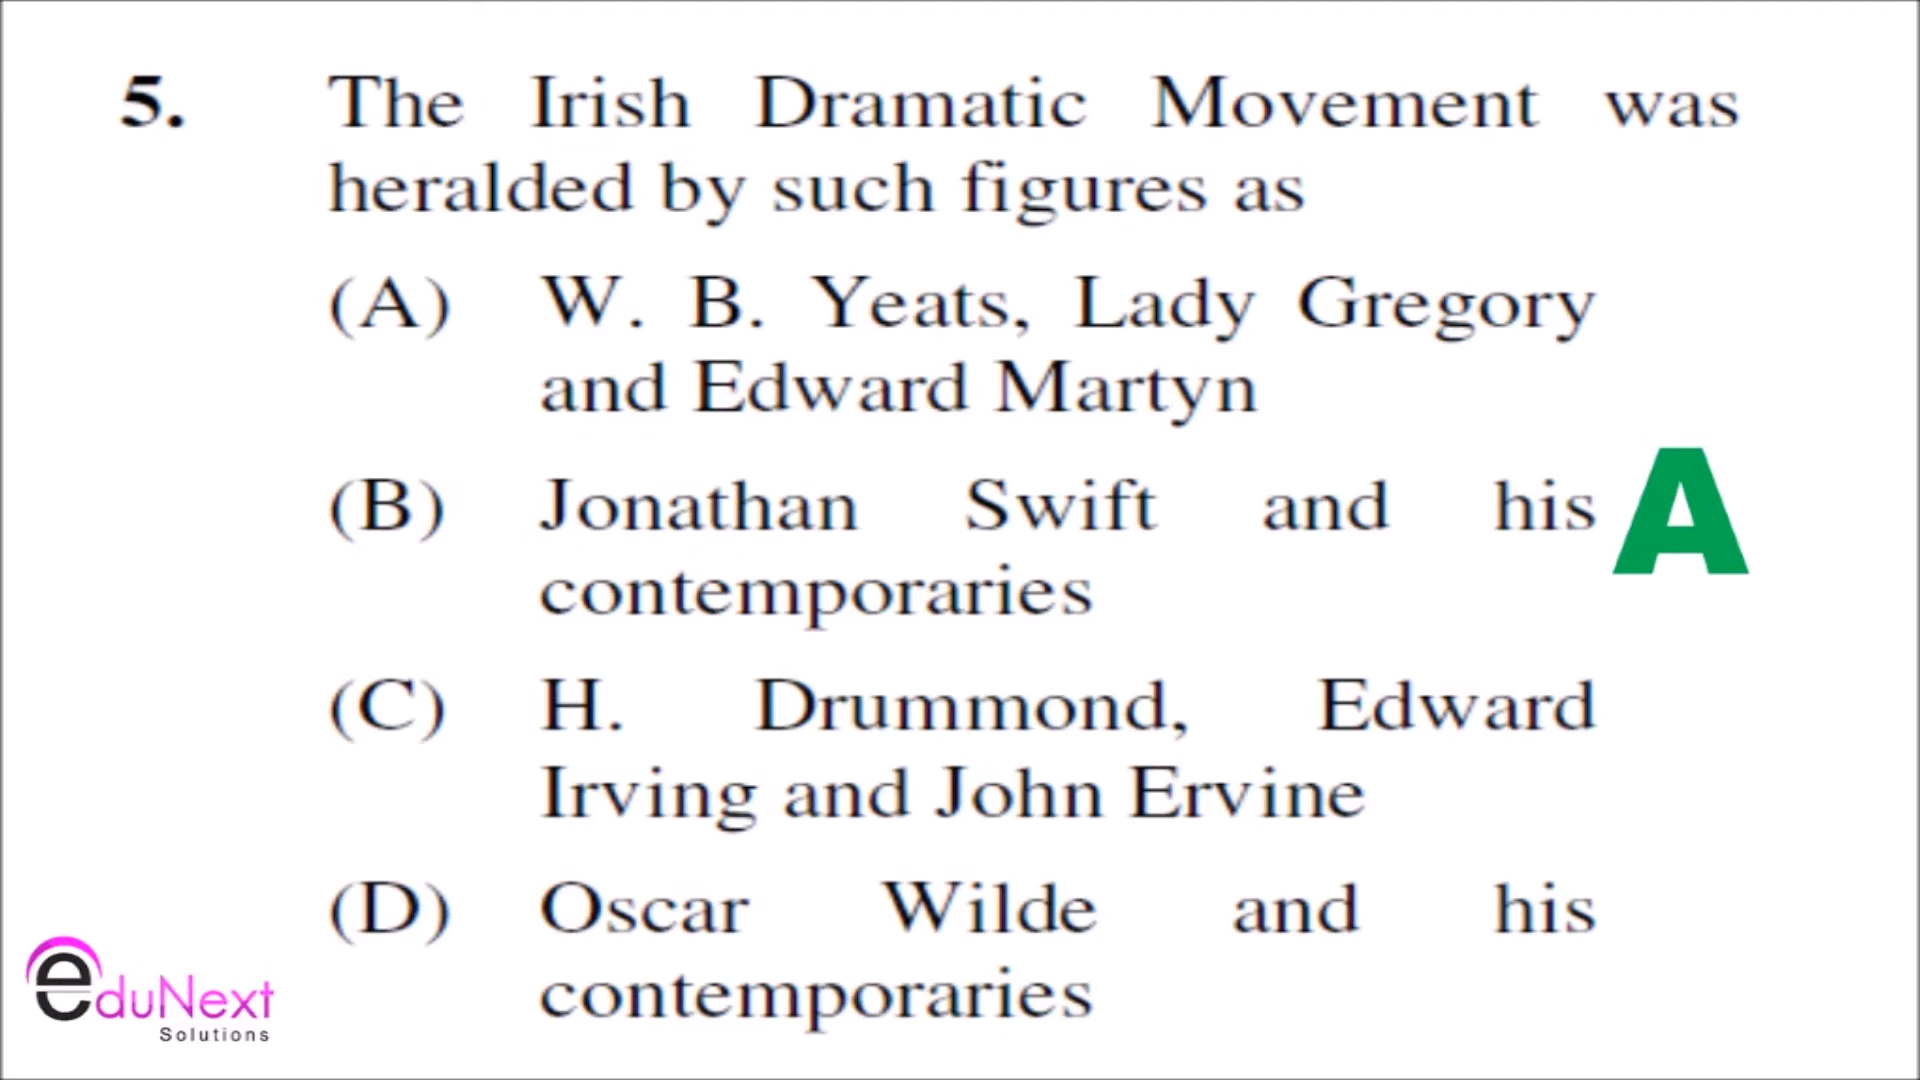 5. The Irish Dramatic Movement was
heralded by such figures as
(A) W. B. Yeats, Lady Gregory
and Edward Martyn
(B) Jonathan Swift and his
contemporaries
A
(C) H. Drummond, Edward
Irving and John Ervine
(D) Oscar Wilde and his
contemporaries
eduNext
Solutions